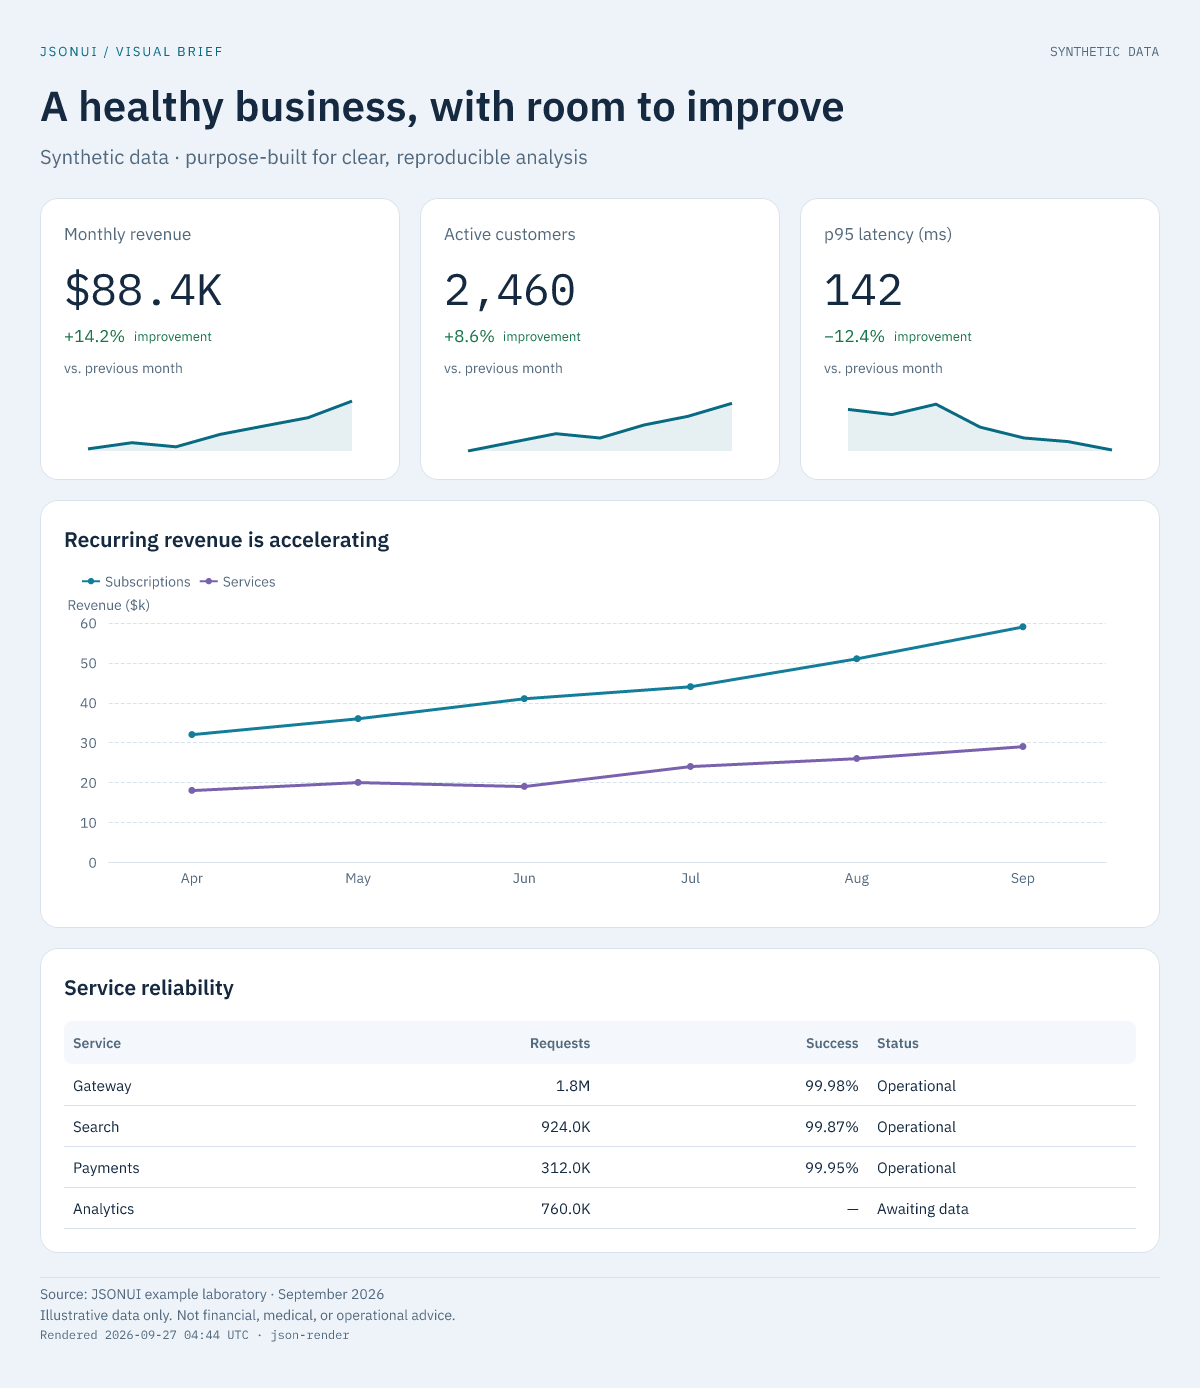 JSONUI / VISUAL BRIEF
SYNTHETIC DATA
A healthy business, with room to improve
Synthetic data · purpose-built for clear, reproducible analysis
Monthly revenue
$88.4K
+14.2% improvement
vs. previous month
Active customers
2,460
+8.6% improvement
vs. previous month
p95 latency (ms)
142
−12.4% improvement
vs. previous month
Recurring revenue is accelerating
Subscriptions Services
Revenue ($k)
60
50
40
30
20
10
0
Apr May Jun Jul Aug Sep
Service reliability
Service Requests Success Status
Gateway 1.8M 99.98% Operational
Search 924.0K 99.87% Operational
Payments 312.0K 99.95% Operational
Analytics 760.0K — Awaiting data
Source: JSONUI example laboratory · September 2026
Illustrative data only. Not financial, medical, or operational advice.
Rendered 2026-09-27 04:44 UTC · json-render